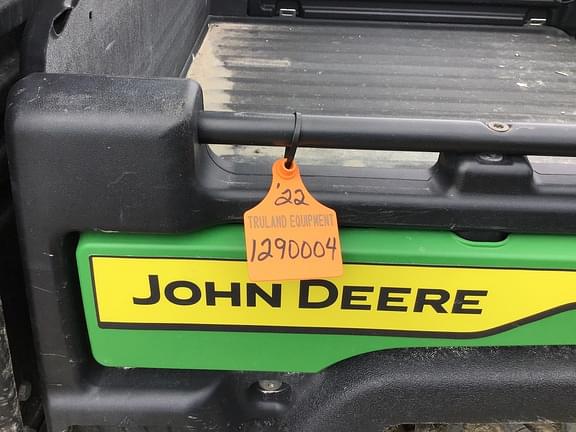 '22
TRULAND EQUIPMENT
1290004
JOHN DEERE